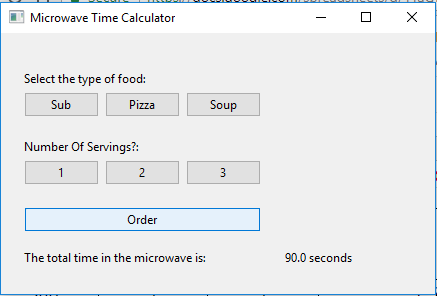 Microwave Time Calculator
Select the type of food:
Sub Pizza Soup
Number Of Servings?:
1 2 3
Order
The total time in the microwave is: 90.0 seconds